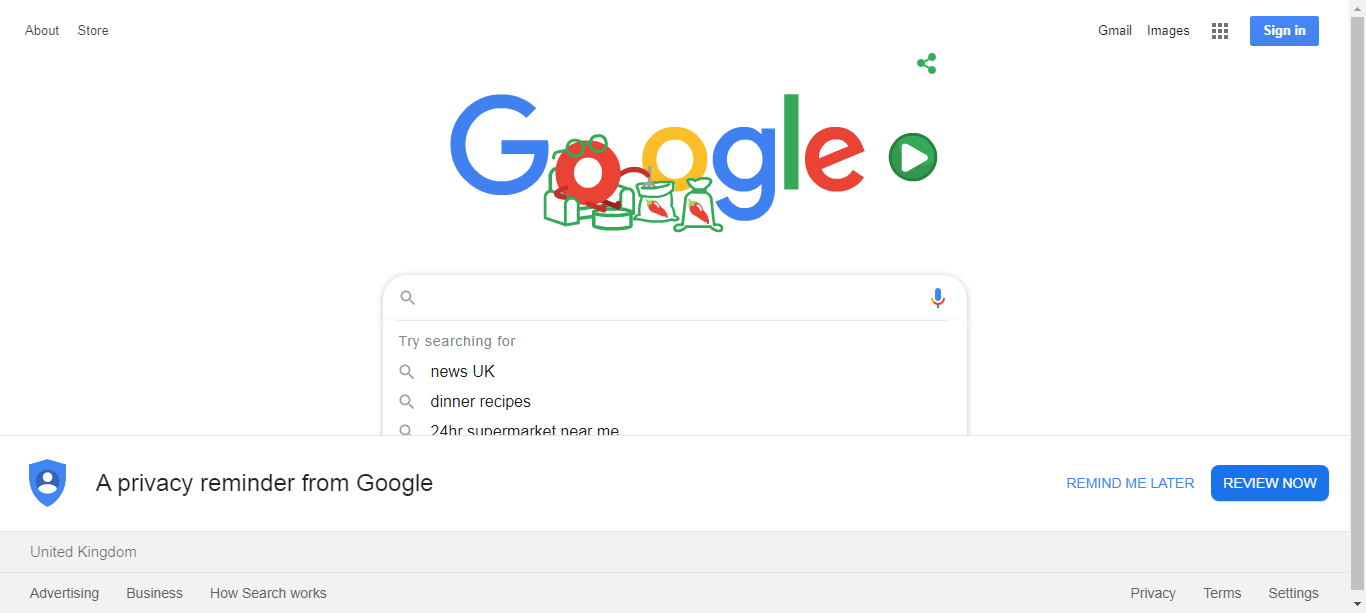 About Store
Gmail Images Sign in
Google
Try searching for
news UK
dinner recipes
24hr supermarket near me
A privacy reminder from Google
REMIND ME LATER REVIEW NOW
United Kingdom
Advertising Business How Search works
Privacy Terms Settings